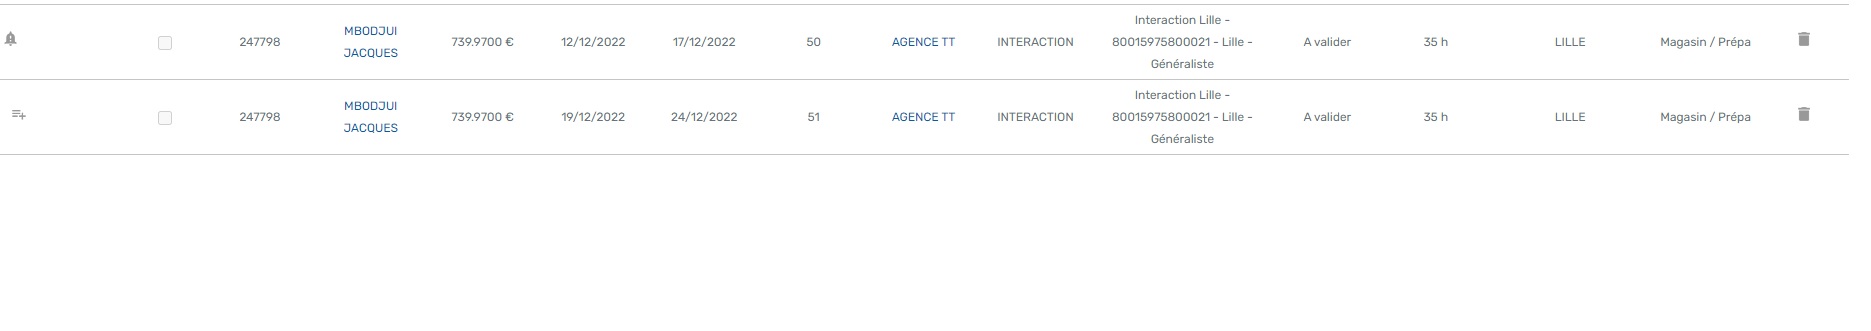 247798 MBODJUI JACQUES 739.9700 € 12/12/2022 17/12/2022 50 AGENCE TT INTERACTION Interaction Lille - 80015975800021 - Lille - Généraliste A valider 35 h LILLE Magasin / Prépa
247798 MBODJUI JACQUES 739.9700 € 19/12/2022 24/12/2022 51 AGENCE TT INTERACTION Interaction Lille - 80015975800021 - Lille - Généraliste A valider 35 h LILLE Magasin / Prépa